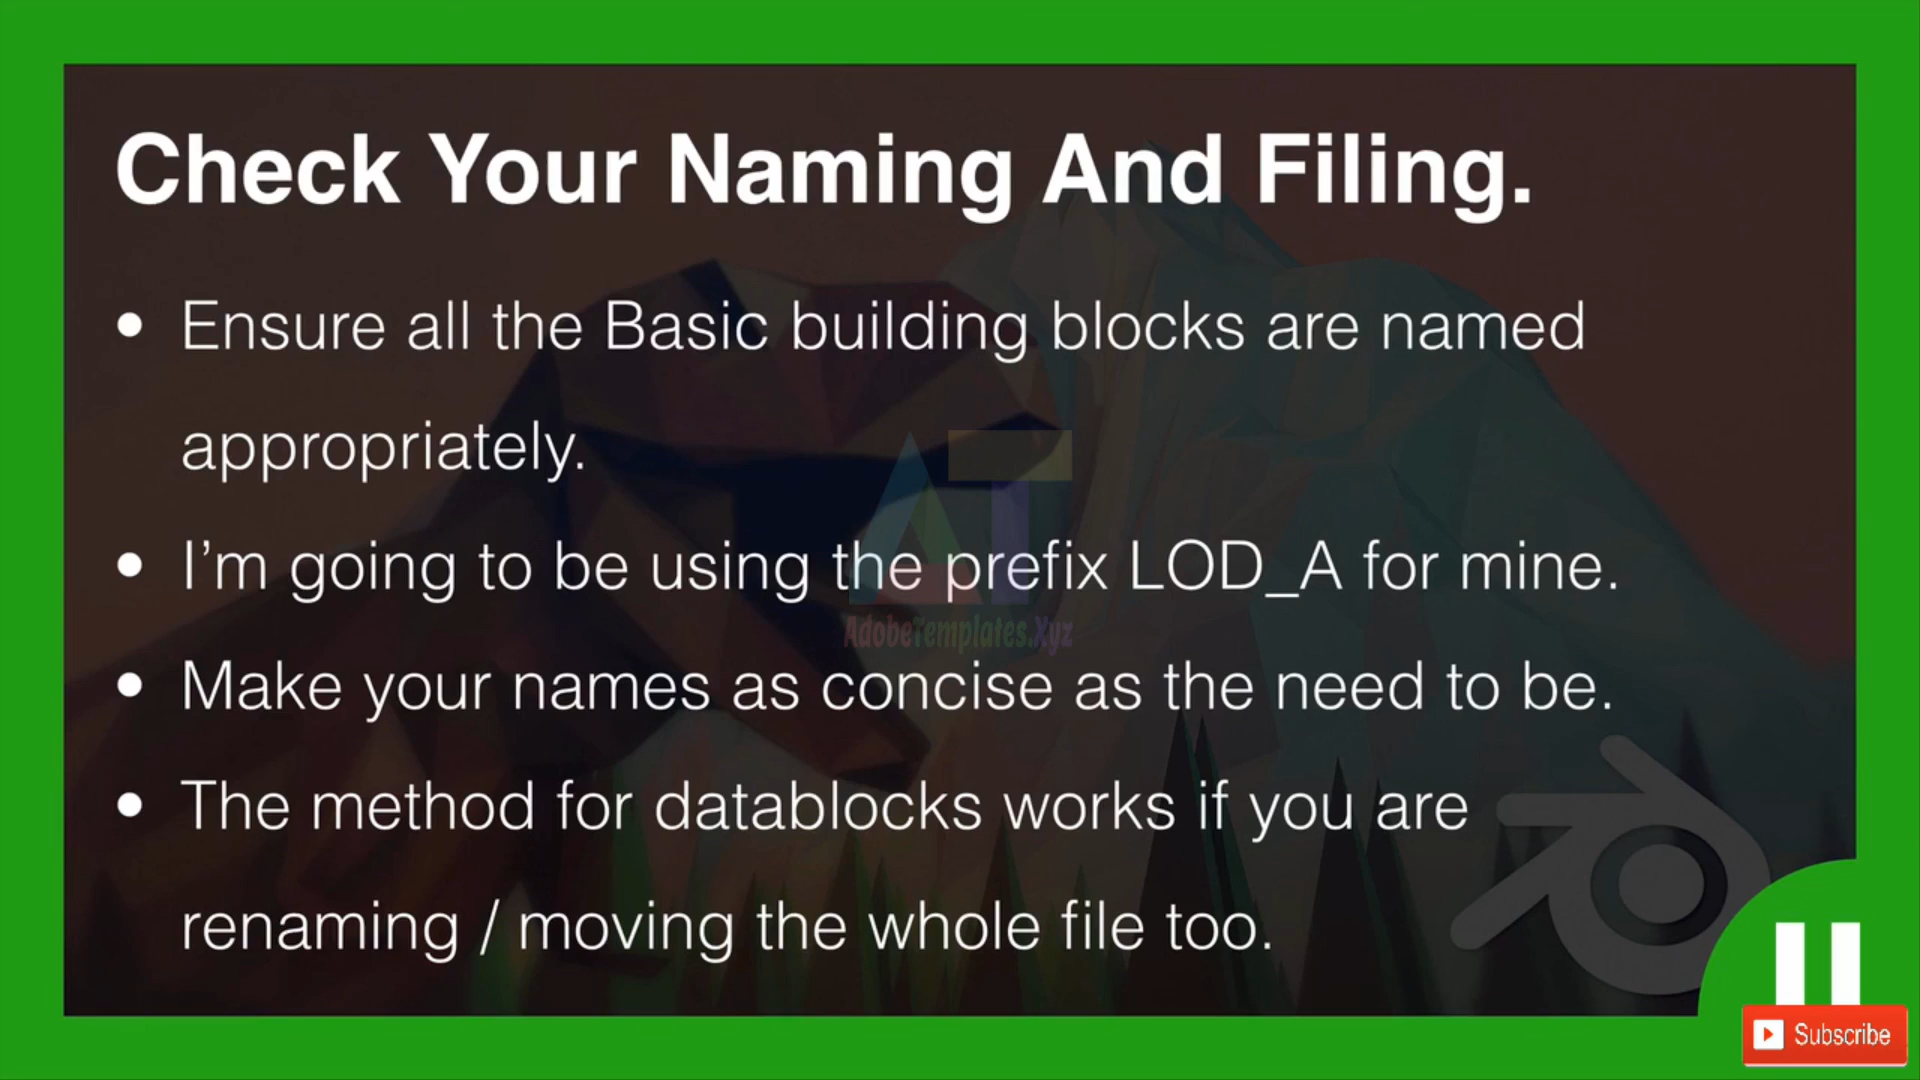 Check Your Naming And Filing.
• Ensure all the Basic building blocks are named
appropriately.
• I’m going to be using the prefix LOD_A for mine.
AdobeTemplates.Xyz
• Make your names as concise as the need to be.
• The method for datablocks works if you are
renaming / moving the whole file too.
Subscribe